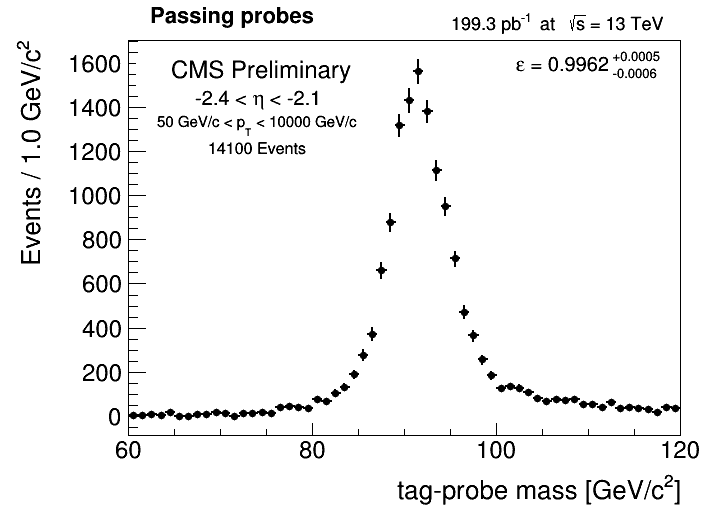 Passing probes
199.3 pb⁻¹ at √s = 13 TeV
CMS Preliminary
-2.4 < η < -2.1
50 GeV/c < p_T < 10000 GeV/c
14100 Events
ε = 0.9962 +0.0005 -0.0006
Events / 1.0 GeV/c²
1600
1400
1200
1000
800
600
400
200
0
60 80 100 120
tag-probe mass [GeV/c²]